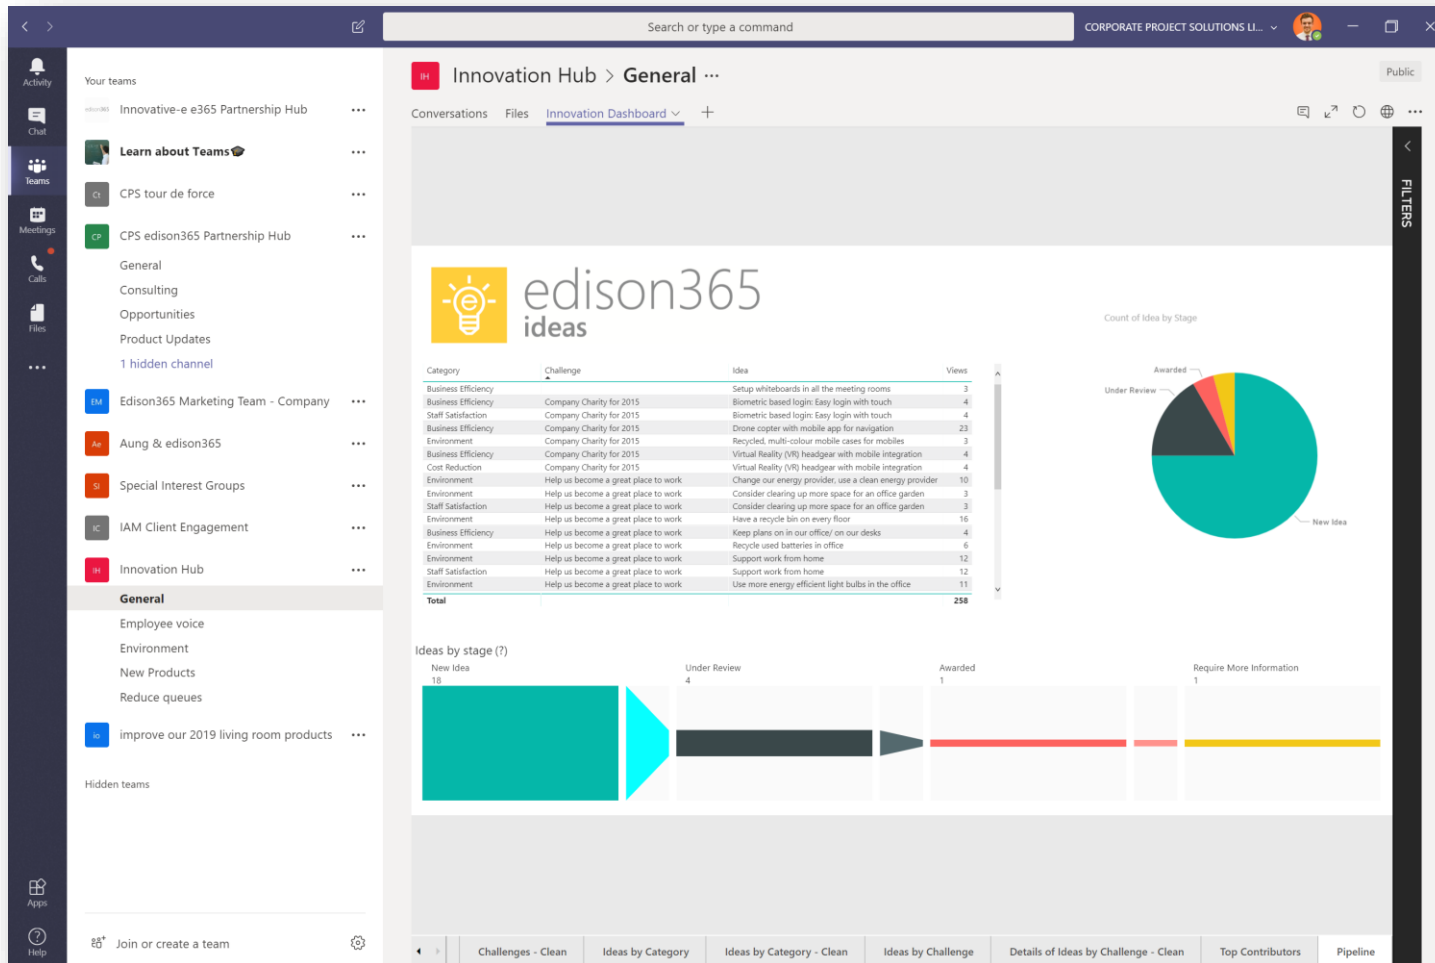 Search or type a command
CORPORATE PROJECT SOLUTIONS LI...
Activity
Chat
Teams
Meetings
Calls
Files
Apps
Help
Your teams
edison365
Innovative-e e365 Partnership Hub
Learn about Teams🎓
Ct
CPS tour de force
CP
CPS edison365 Partnership Hub
General
Consulting
Opportunities
Product Updates
1 hidden channel
EM
Edison365 Marketing Team - Company
Ae
Aung & edison365
SI
Special Interest Groups
IC
IAM Client Engagement
IH
Innovation Hub
General
Employee voice
Environment
New Products
Reduce queues
io
improve our 2019 living room products
Hidden teams
Join or create a team
IH
Innovation Hub > General ...
Public
Conversations Files Innovation Dashboard +
FILTERS
e
edison365
ideas
Category Challenge Idea Views
Business Efficiency Setup whiteboards in all the meeting rooms 3
Business Efficiency Company Charity for 2015 Biometric based login: Easy login with touch 4
Staff Satisfaction Company Charity for 2015 Biometric based login: Easy login with touch 4
Business Efficiency Company Charity for 2015 Drone copter with mobile app for navigation 23
Environment Company Charity for 2015 Recycled, multi-colour mobile cases for mobiles 3
Business Efficiency Company Charity for 2015 Virtual Reality (VR) headgear with mobile integration 4
Cost Reduction Company Charity for 2015 Virtual Reality (VR) headgear with mobile integration 4
Environment Help us become a great place to work Change our energy provider, use a clean energy provider 10
Environment Help us become a great place to work Consider clearing up more space for an office garden 3
Staff Satisfaction Help us become a great place to work Consider clearing up more space for an office garden 3
Environment Help us become a great place to work Have a recycle bin on every floor 16
Business Efficiency Help us become a great place to work Keep plans on in our office/ on our desks 4
Environment Help us become a great place to work Recycle used batteries in office 6
Environment Help us become a great place to work Support work from home 12
Staff Satisfaction Help us become a great place to work Support work from home 12
Environment Help us become a great place to work Use more energy efficient light bulbs in the office 11
Total 258
Count of Idea by Stage
Awarded
Under Review
New Idea
Ideas by stage (?)
New Idea Under Review Awarded Require More Information
18 4 1 1
Challenges - Clean Ideas by Category Ideas by Category - Clean Ideas by Challenge Details of Ideas by Challenge - Clean Top Contributors Pipeline